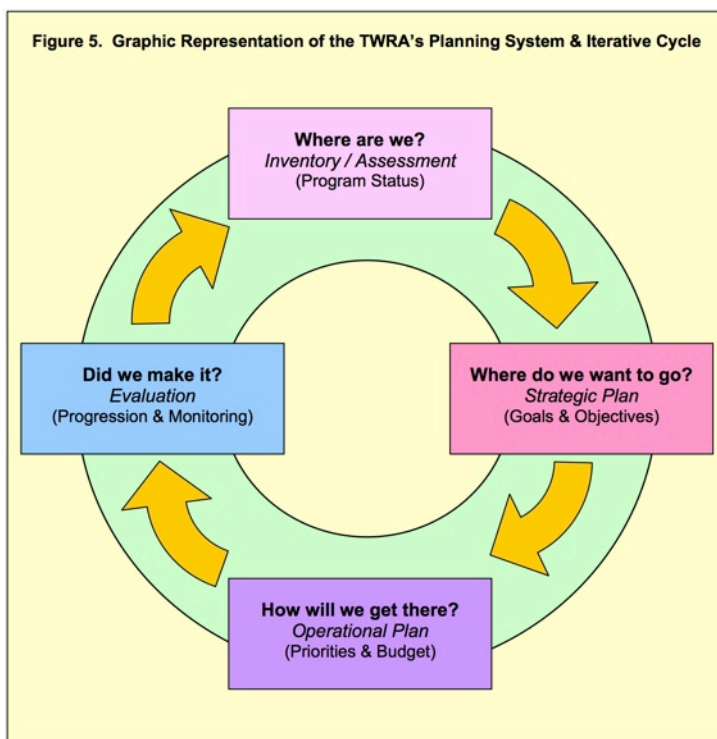 Figure 5. Graphic Representation of the TWRA's Planning System & Iterative Cycle
Where are we?
Inventory / Assessment
(Program Status)
Did we make it?
Evaluation
(Progression & Monitoring)
Where do we want to go?
Strategic Plan
(Goals & Objectives)
How will we get there?
Operational Plan
(Priorities & Budget)